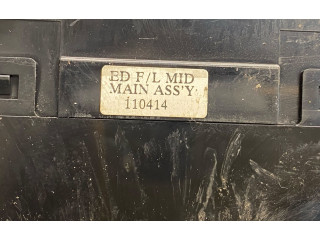 ED F/L MID
MAIN ASS'Y
110414